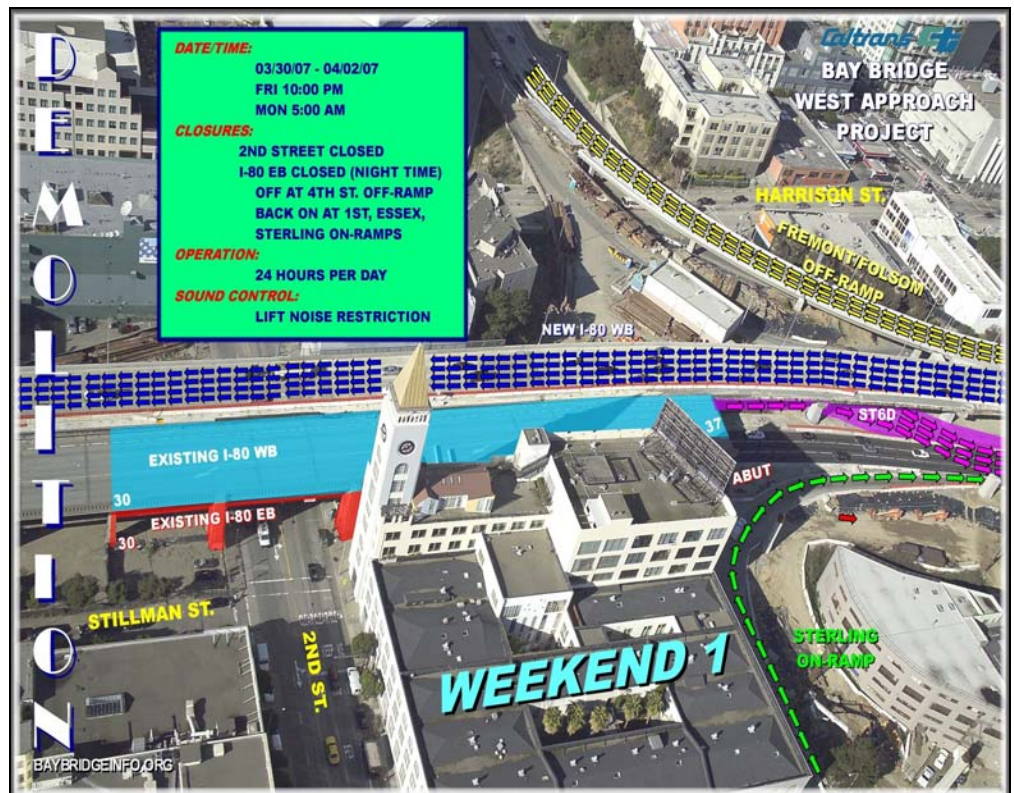 DEMOLITION
DATE/TIME:
03/30/07 - 04/02/07
FRI 10:00 PM
MON 5:00 AM
CLOSURES:
2ND STREET CLOSED
I-80 EB CLOSED (NIGHT TIME)
OFF AT 4TH ST. OFF-RAMP
BACK ON AT 1ST, ESSEX,
STERLING ON-RAMPS
OPERATION:
24 HOURS PER DAY
SOUND CONTROL:
LIFT NOISE RESTRICTION
Caltrans
BAY BRIDGE
WEST APPROACH
PROJECT
HARRISON ST.
FREMONT/FOLSOM
OFF-RAMP
NEW I-80 WB
ST6D
37
EXISTING I-80 WB
30
ABUT
EXISTING I-80 EB
30
STILLMAN ST.
2ND ST.
STERLING
ON-RAMP
WEEKEND 1
BAYBRIDGEINFO.ORG